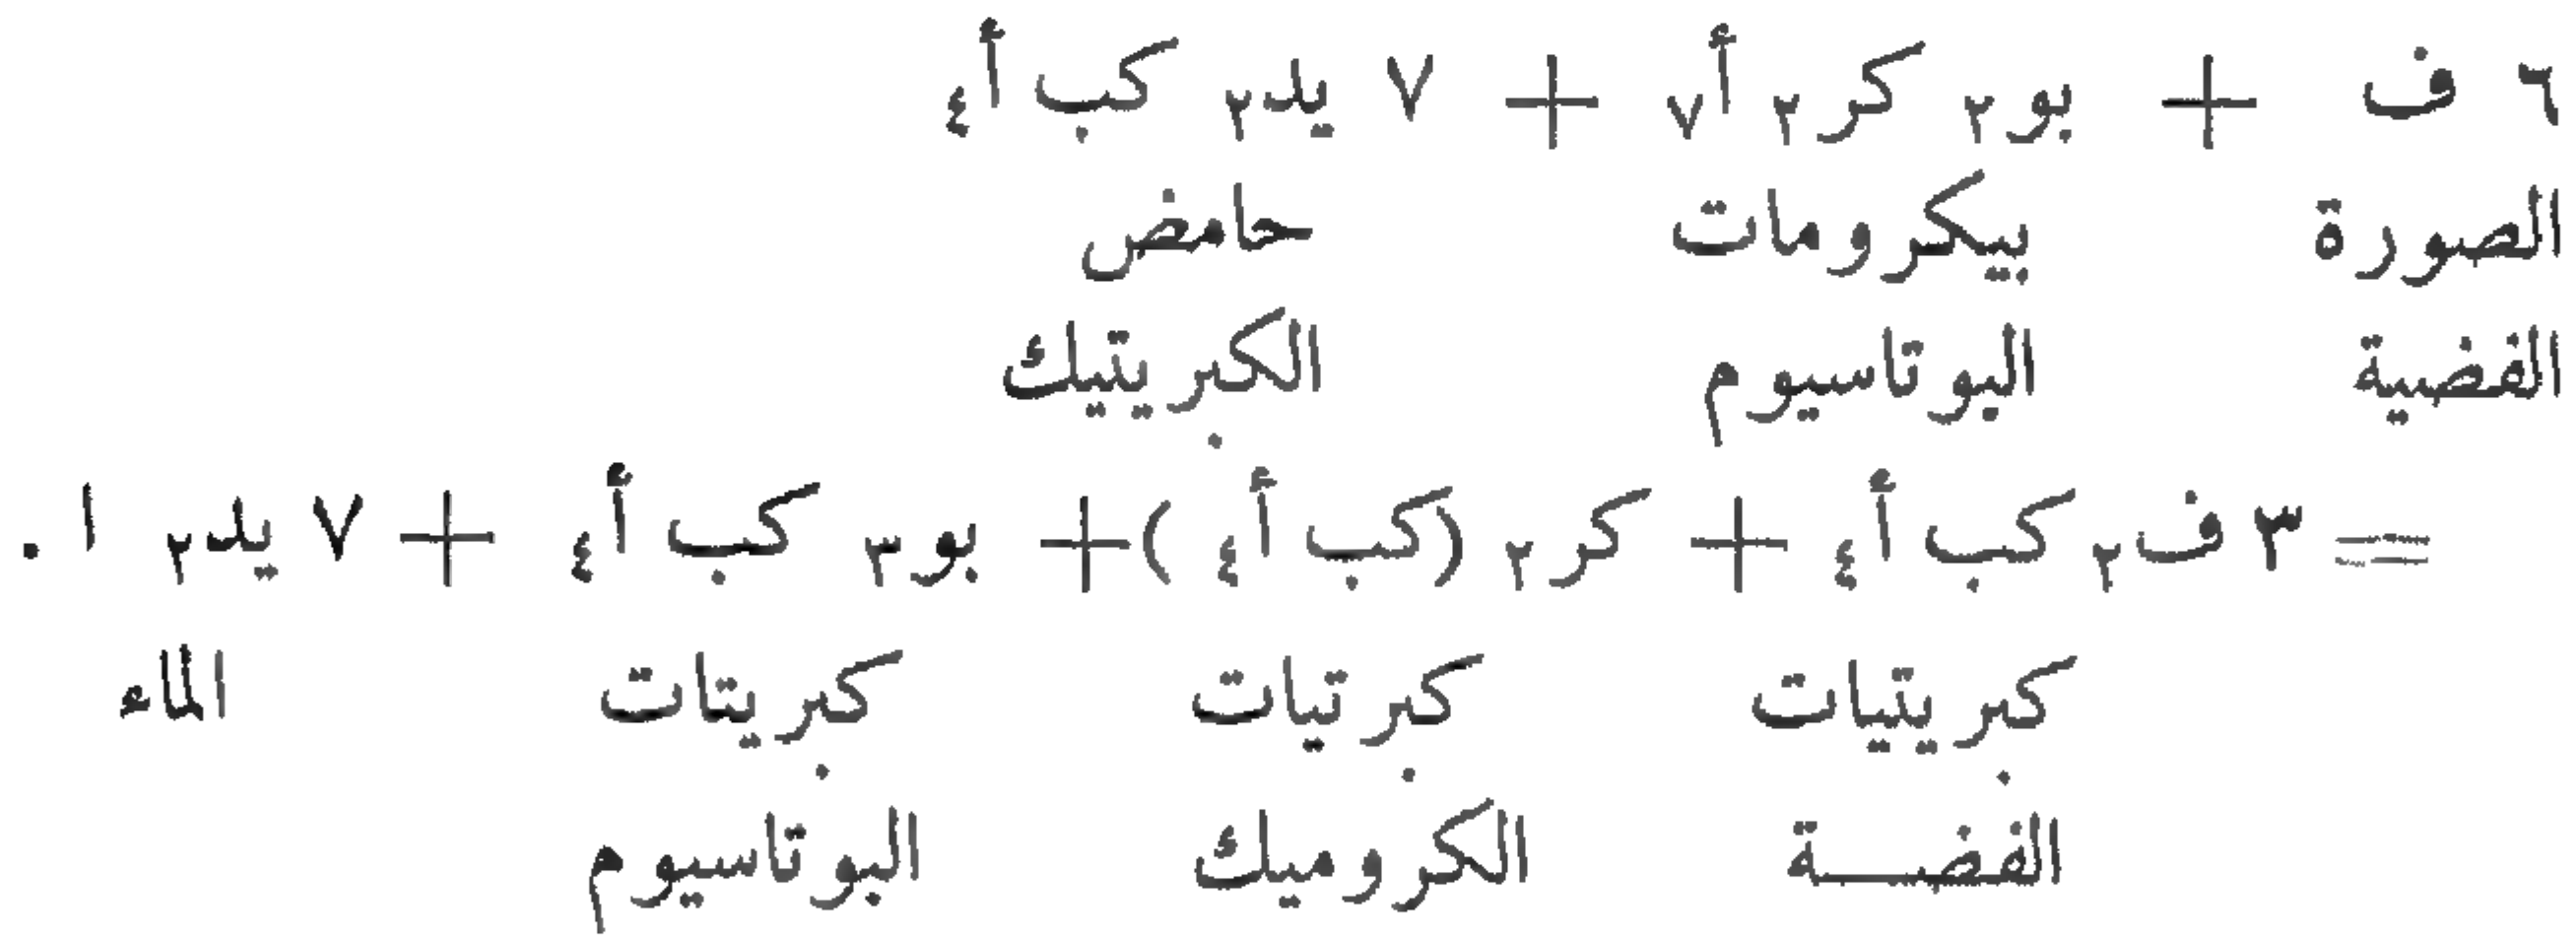 ٦ ف + بو٢ كر٢ أ٧ + ٧ يد٢ كب أ٤
الصورة بيكرومات حامض
الفضية البوتاسيوم الكبريتيك
= ٣ ف٢ كب أ٤ + كر٢ (كب أ٤) + بو٣ كب أ٤ + ٧ يد٢ ا .
كبريتيات كبرتيات كبريتات الماء
الفضة الكروميك البوتاسيوم